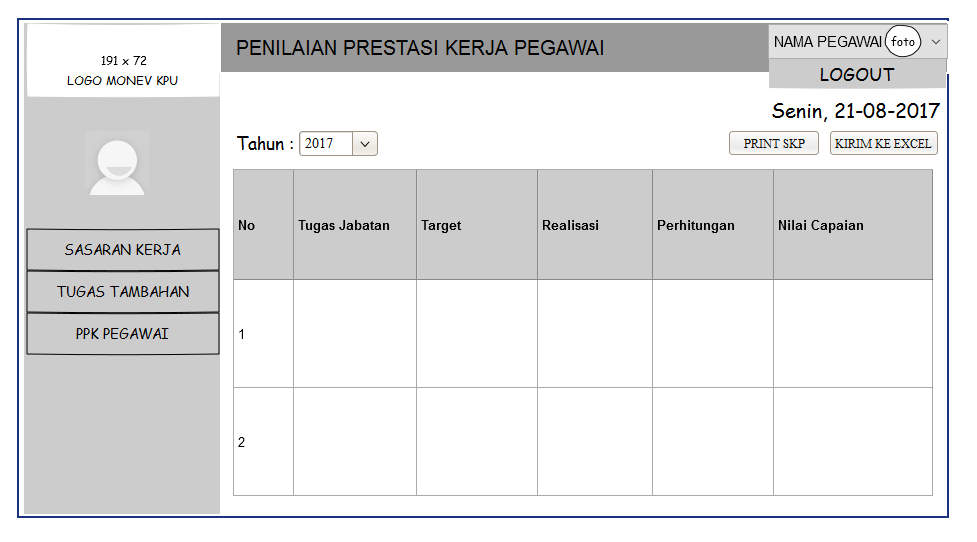 191 x 72
LOGO MONEV KPU
PENILAIAN PRESTASI KERJA PEGAWAI
NAMA PEGAWAI foto
LOGOUT
Senin, 21-08-2017
Tahun : 2017
PRINT SKP KIRIM KE EXCEL
SASARAN KERJA
TUGAS TAMBAHAN
PPK PEGAWAI
No Tugas Jabatan Target Realisasi Perhitungan Nilai Capaian
1
2